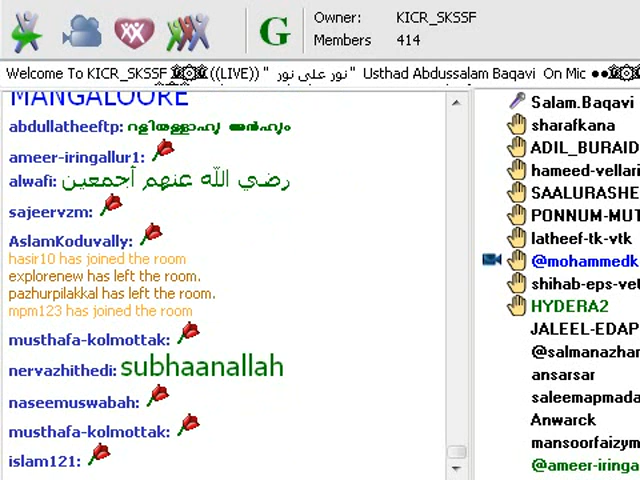 Owner: KICR_SKSSF
Members 414
Welcome To KICR_SKSSF ۞۞ ((LIVE)) " نور على نور " Usthad Abdussalam Baqavi On Mic ●●۞
MANGALOORE
abdullatheeftp: റളിയള്ളാഹു അൻഹും
ameer-iringallur1:
alwafi: رضي الله عنهم أجمعين
sajeervzm:
AslamKoduvally:
hasir10 has joined the room
explorenew has left the room.
pazhurpilakkal has left the room.
mpm123 has joined the room
musthafa-kolmottak:
nervazhithedi: subhaanallah
naseemuswabah:
musthafa-kolmottak:
islam121:
Salam.Baqavi
sharafkana
ADIL_BURAID
hameed-vellari
SAALURASHE
PONNUM-MUT
latheef-tk-vtk
@mohammedk
shihab-eps-vet
HYDERA2
JALEEL-EDAP
@salmanazhar
ansarsar
saleemapmada
Anwarck
mansoorfaizym
@ameer-iringa